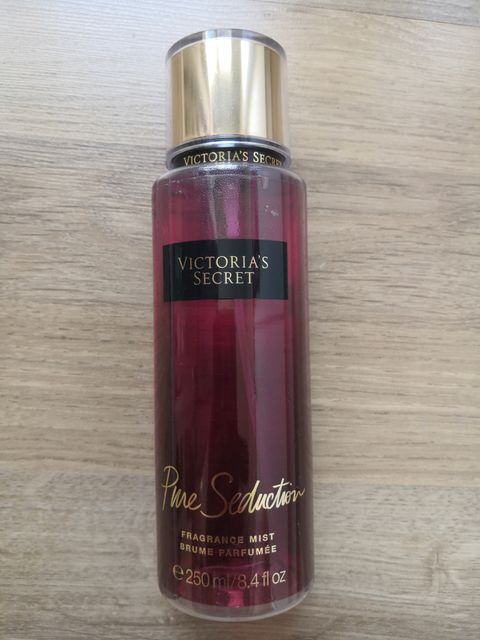 VICTORIA'S SECRET
VICTORIA'S
SECRET
Pure Seduction
FRAGRANCE MIST
BRUME PARFUMÉE
℮ 250 ml/8.4 fl oz